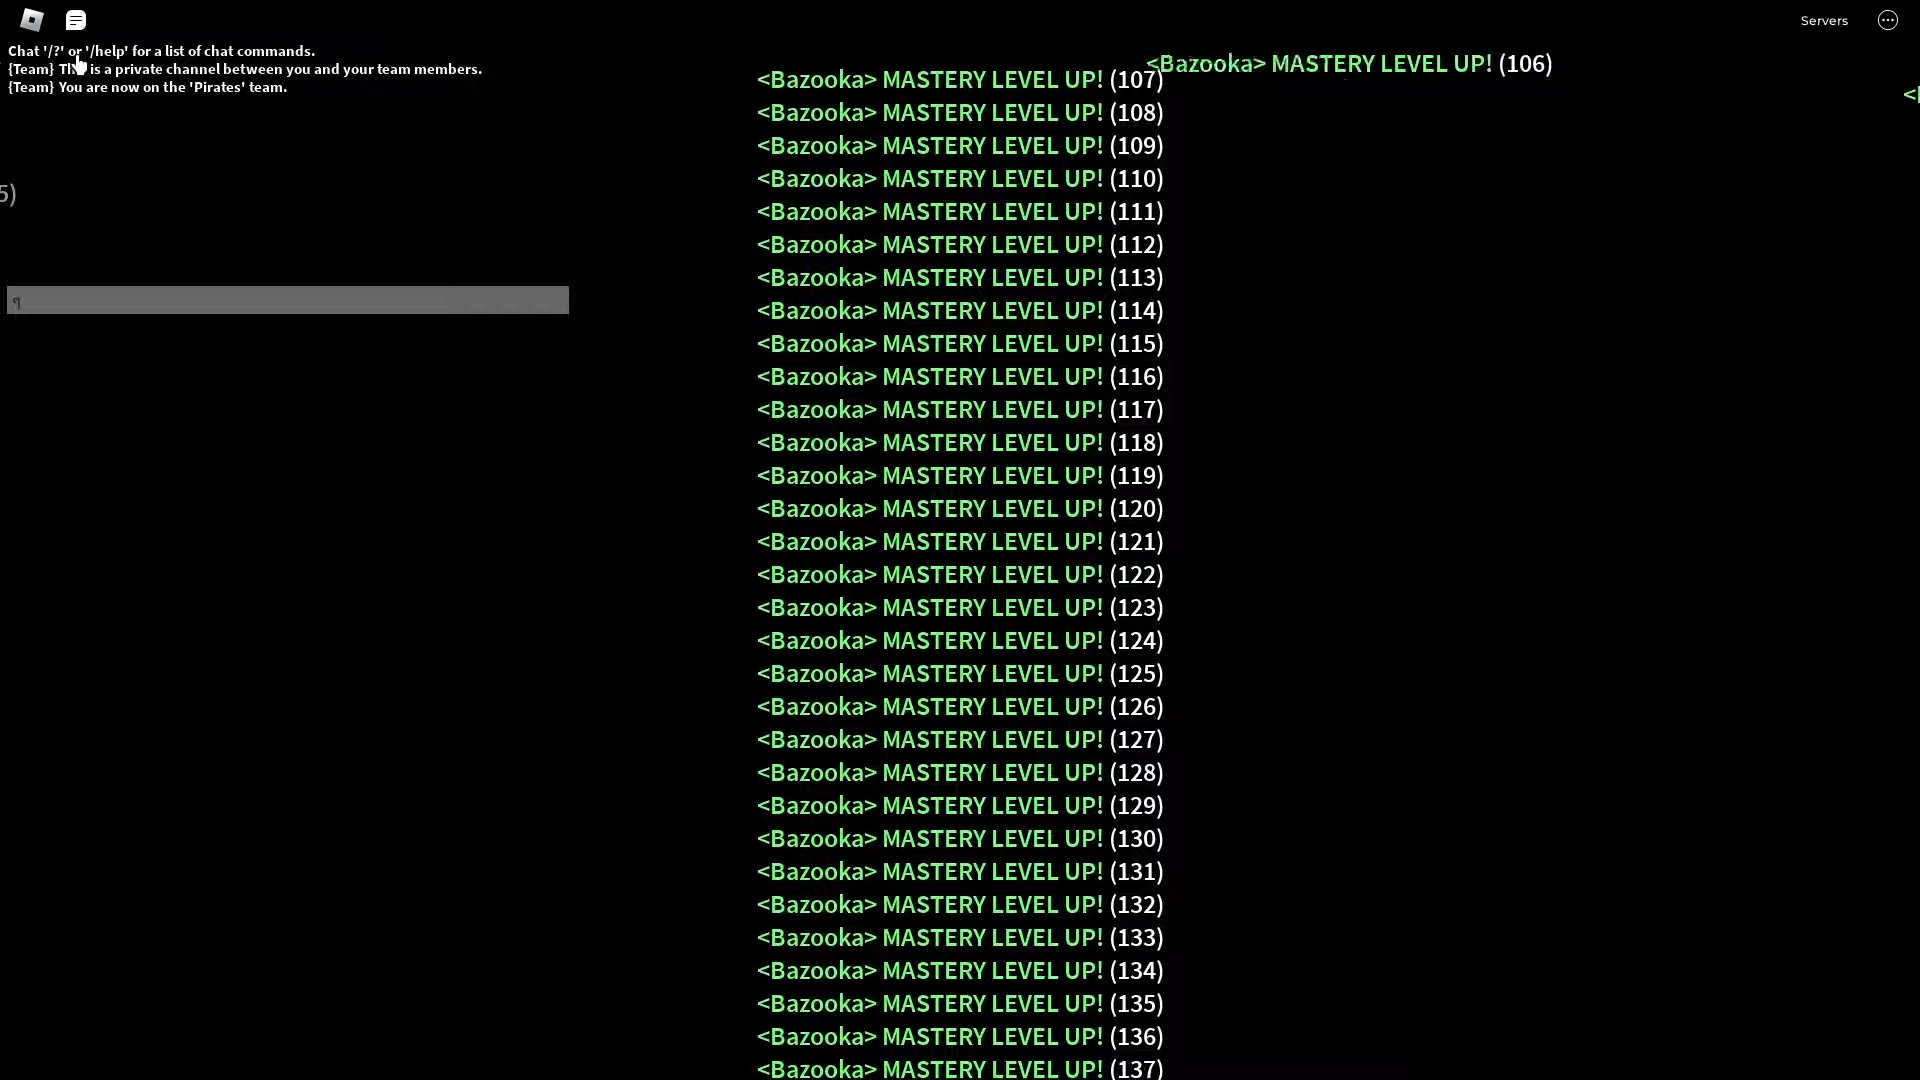 Servers
Chat '/?' or '/help' for a list of chat commands.
{Team} is a private channel between you and your team members.
{Team} You are now on the 'Pirates' team.
<Bazooka> MASTERY LEVEL UP! (106)
5)
<Bazooka> MASTERY LEVEL UP! (107)
<Bazooka> MASTERY LEVEL UP! (108)
<Bazooka> MASTERY LEVEL UP! (109)
<Bazooka> MASTERY LEVEL UP! (110)
<Bazooka> MASTERY LEVEL UP! (111)
<Bazooka> MASTERY LEVEL UP! (112)
<Bazooka> MASTERY LEVEL UP! (113)
<Bazooka> MASTERY LEVEL UP! (114)
<Bazooka> MASTERY LEVEL UP! (115)
<Bazooka> MASTERY LEVEL UP! (116)
<Bazooka> MASTERY LEVEL UP! (117)
<Bazooka> MASTERY LEVEL UP! (118)
<Bazooka> MASTERY LEVEL UP! (119)
<Bazooka> MASTERY LEVEL UP! (120)
<Bazooka> MASTERY LEVEL UP! (121)
<Bazooka> MASTERY LEVEL UP! (122)
<Bazooka> MASTERY LEVEL UP! (123)
<Bazooka> MASTERY LEVEL UP! (124)
<Bazooka> MASTERY LEVEL UP! (125)
<Bazooka> MASTERY LEVEL UP! (126)
<Bazooka> MASTERY LEVEL UP! (127)
<Bazooka> MASTERY LEVEL UP! (128)
<Bazooka> MASTERY LEVEL UP! (129)
<Bazooka> MASTERY LEVEL UP! (130)
<Bazooka> MASTERY LEVEL UP! (131)
<Bazooka> MASTERY LEVEL UP! (132)
<Bazooka> MASTERY LEVEL UP! (133)
<Bazooka> MASTERY LEVEL UP! (134)
<Bazooka> MASTERY LEVEL UP! (135)
<Bazooka> MASTERY LEVEL UP! (136)
<Bazooka> MASTERY LEVEL UP! (137)